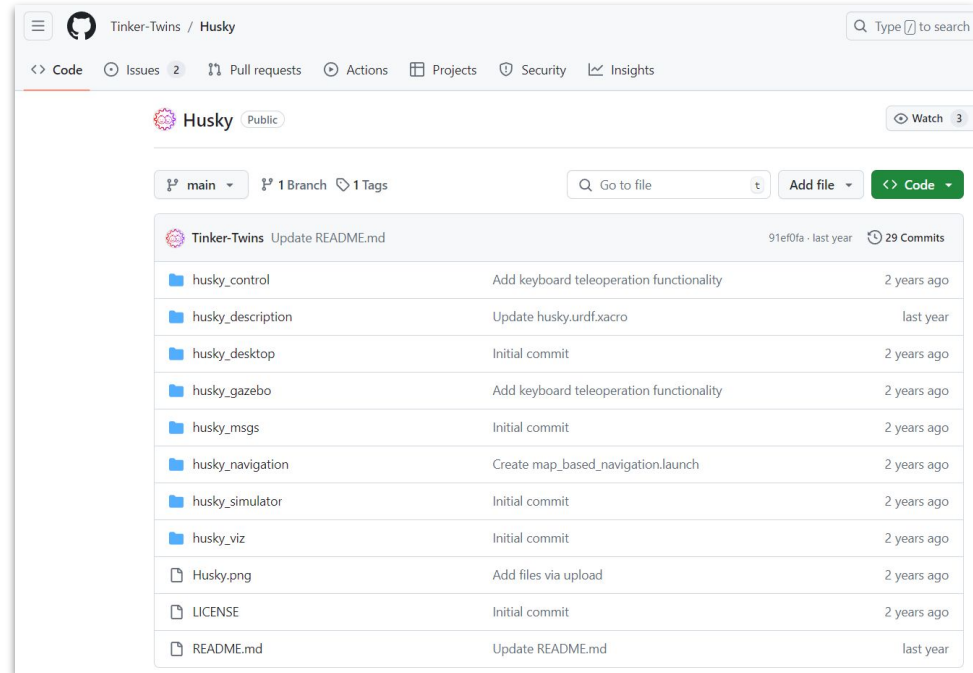 Tinker-Twins / Husky
Type / to search
Code Issues 2 Pull requests Actions Projects Security Insights
Husky Public
Watch 3
main 1 Branch 1 Tags Go to file t Add file Code
Tinker-Twins Update README.md 91ef0fa · last year 29 Commits
husky_control Add keyboard teleoperation functionality 2 years ago
husky_description Update husky.urdf.xacro last year
husky_desktop Initial commit 2 years ago
husky_gazebo Add keyboard teleoperation functionality 2 years ago
husky_msgs Initial commit 2 years ago
husky_navigation Create map_based_navigation.launch 2 years ago
husky_simulator Initial commit 2 years ago
husky_viz Initial commit 2 years ago
Husky.png Add files via upload 2 years ago
LICENSE Initial commit 2 years ago
README.md Update README.md last year